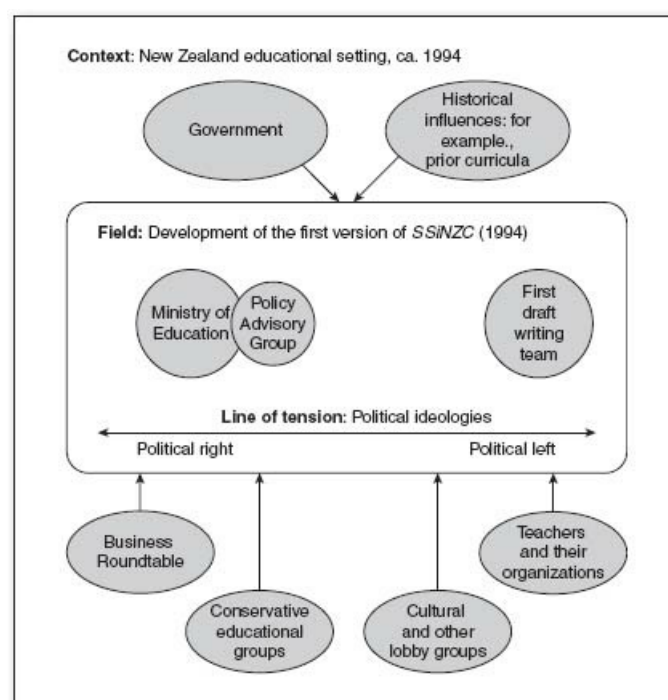 Context: New Zealand educational setting, ca. 1994
Government
Historical
influences: for
example.,
prior curricula
Field: Development of the first version of SSiNZC (1994)
Ministry of
Education
Policy
Advisory
Group
First
draft
writing
team
Line of tension: Political ideologies
Political right
Political left
Business
Roundtable
Conservative
educational
groups
Cultural
and other
lobby groups
Teachers
and their
organizations